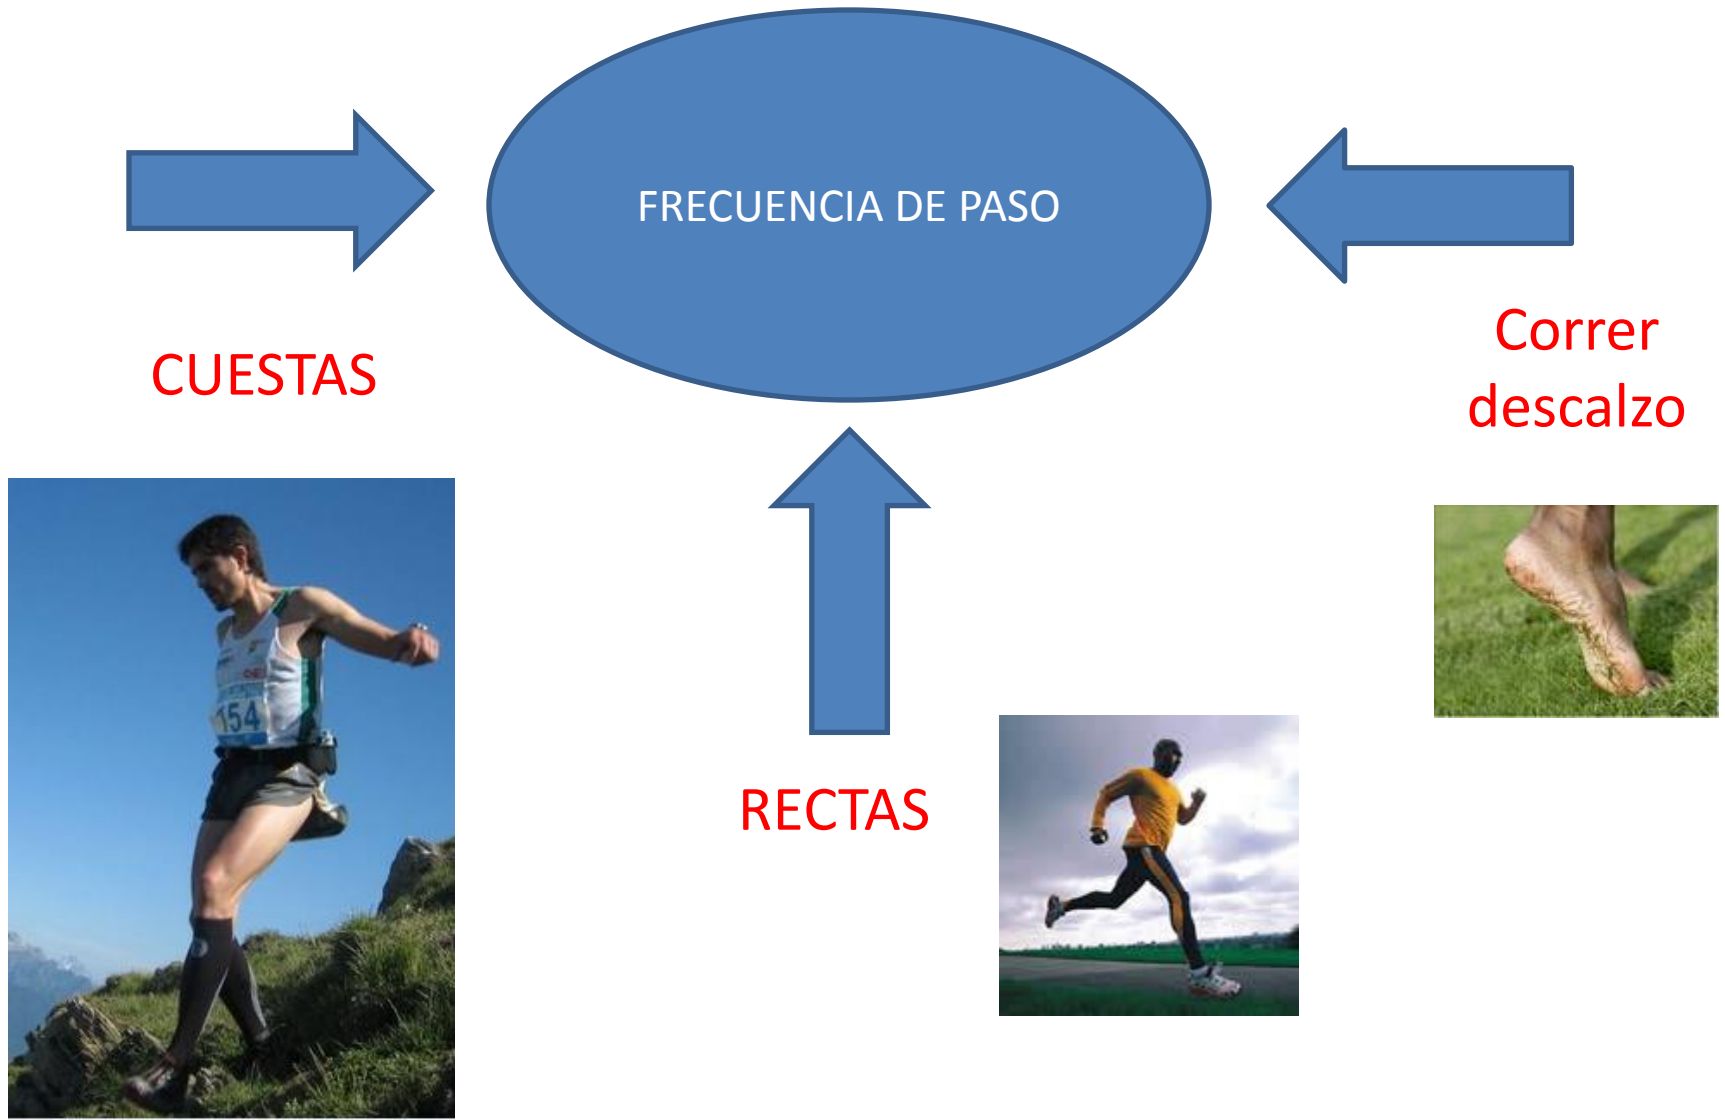 FRECUENCIA DE PASO
CUESTAS
Correr
descalzo
RECTAS
154